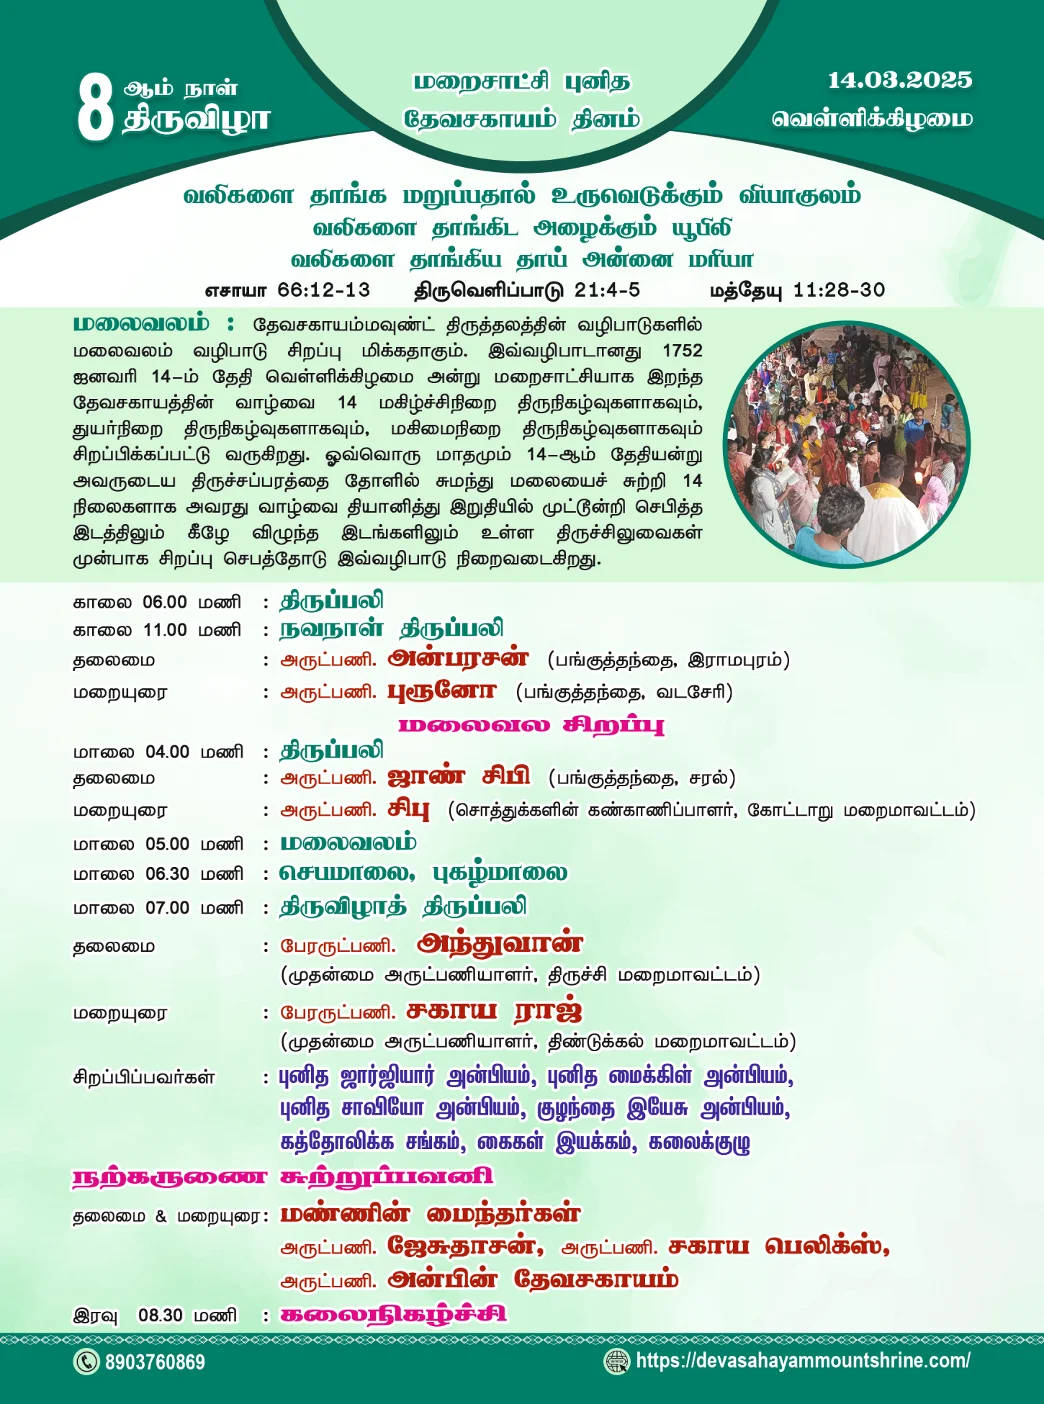 8 ஆம் நாள் திருவிழா
மறைசாட்சி புனித
தேவசகாயம் தினம்
14.03.2025
வெள்ளிக்கிழமை
வலிகளை தாங்க மறுப்பதால் உருவெடுக்கும் வியாகுலம்
வலிகளை தாங்கிட அழைக்கும் யூபிலி
வலிகளை தாங்கிய தாய் அன்னை மரியா
எசாயா 66:12-13 திருவெளிப்பாடு 21:4-5 மத்தேயு 11:28-30
மலைவலம் : தேவசகாயம்மவுண்ட் திருத்தலத்தின் வழிபாடுகளில்
மலைவலம் வழிபாடு சிறப்பு மிக்கதாகும். இவ்வழிபாடானது 1752
ஜனவரி 14-ம் தேதி வெள்ளிக்கிழமை அன்று மறைசாட்சியாக இறந்த
தேவசகாயத்தின் வாழ்வை 14 மகிழ்ச்சிநிறை திருநிகழ்வுகளாகவும்,
துயர்நிறை திருநிகழ்வுகளாகவும், மகிமைநிறை திருநிகழ்வுகளாகவும்
சிறப்பிக்கப்பட்டு வருகிறது. ஓவ்வொரு மாதமும் 14-ஆம் தேதியன்று
அவருடைய திருச்சப்பரத்தை தோளில் சுமந்து மலையைச் சுற்றி 14
நிலைகளாக அவரது வாழ்வை தியானித்து இறுதியில் முட்டூன்றி செபித்த
இடத்திலும் கீழே விழுந்த இடங்களிலும் உள்ள திருச்சிலுவைகள்
முன்பாக சிறப்பு செபத்தோடு இவ்வழிபாடு நிறைவடைகிறது.
காலை 06.00 மணி : திருப்பலி
காலை 11.00 மணி : நவநாள் திருப்பலி
தலைமை : அருட்பணி. அன்பரசன் (பங்குத்தந்தை, இராமபுரம்)
மறையுரை : அருட்பணி. புரூனோ (பங்குத்தந்தை, வடசேரி)
மலைவல சிறப்பு
மாலை 04.00 மணி : திருப்பலி
தலைமை : அருட்பணி. ஜாண் சிபி (பங்குத்தந்தை, சரல்)
மறையுரை : அருட்பணி. சிபு (சொத்துக்களின் கண்காணிப்பாளர், கோட்டாறு மறைமாவட்டம்)
மாலை 05.00 மணி : மலைவலம்
மாலை 06.30 மணி : செபமாலை, புகழ்மாலை
மாலை 07.00 மணி : திருவிழாத் திருப்பலி
தலைமை : பேரருட்பணி. அந்துவான்
(முதன்மை அருட்பணியாளர், திருச்சி மறைமாவட்டம்)
மறையுரை : பேரருட்பணி. சகாய ராஜ்
(முதன்மை அருட்பணியாளர், திண்டுக்கல் மறைமாவட்டம்)
சிறப்பிப்பவர்கள் : புனித ஜார்ஜியார் அன்பியம், புனித மைக்கிள் அன்பியம்,
புனித சாவியோ அன்பியம், குழந்தை இயேசு அன்பியம்,
கத்தோலிக்க சங்கம், கைகள் இயக்கம், கலைக்குழு
நற்கருணை சுற்றுப்பவனி
தலைமை & மறையுரை : மண்ணின் மைந்தர்கள்
அருட்பணி. ஜேசுதாசன், அருட்பணி. சகாய பெலிக்ஸ்,
அருட்பணி. அன்பின் தேவசகாயம்
இரவு 08.30 மணி : கலைநிகழ்ச்சி
8903760869
https://devasahayammountshrine.com/